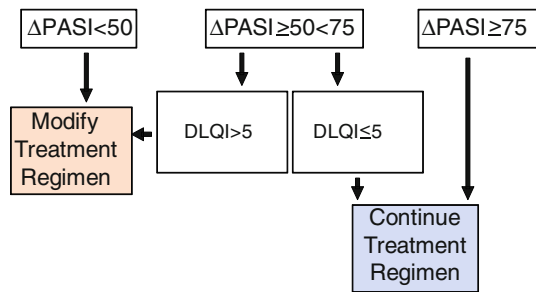 ΔPASI<50
ΔPASI≥50<75
ΔPASI≥75
DLQI>5
DLQI≤5
Modify
Treatment
Regimen
Continue
Treatment
Regimen